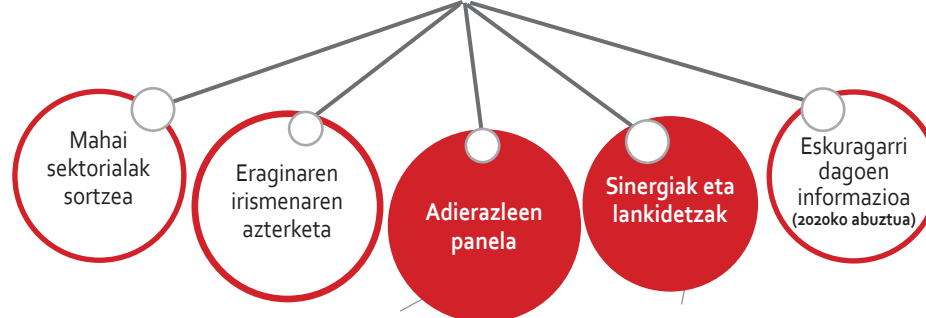 Mahai
sektorialak
sortzea
Eraginaren
irismenaren
azterketa
Adierazleen
panela
Sinergiak eta
lankidetzak
Eskuragarri
dagoen
informazioa
(2020ko abuztua)